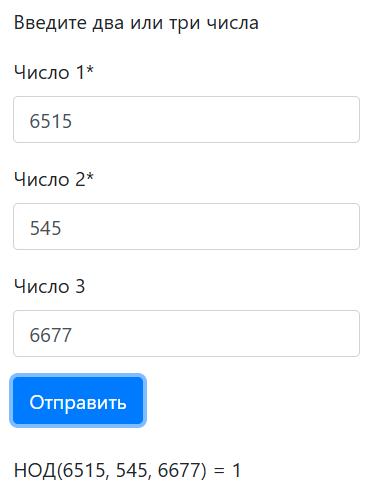 Введите два или три числа
Число 1*
6515
Число 2*
545
Число 3
6677
Отправить
НОД(6515, 545, 6677) = 1